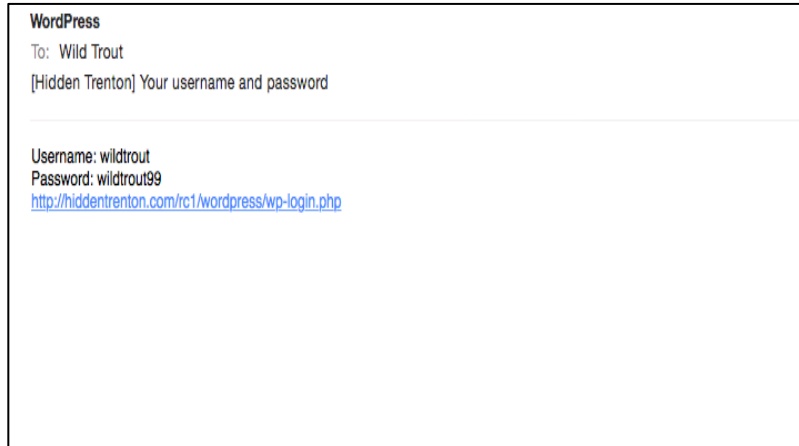 WordPress
To: Wild Trout
[Hidden Trenton] Your username and password
Username: wildtrout
Password: wildtrout99
http://hiddentrenton.com/rc1/wordpress/wp-login.php